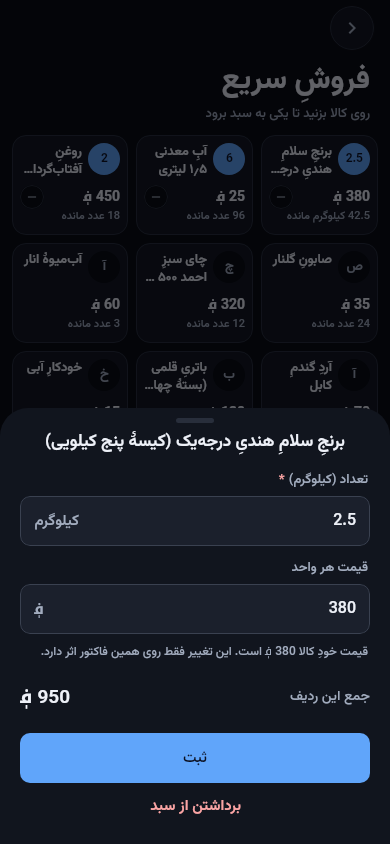 فروشِ سریع
روی کالا بزنید تا یکی به سبد برود
2.5
برنجِ سلامِ
هندیِ درجـ...
380 ؋
42.5 کیلوگرم مانده
6
آبِ معدنی
۱٫۵ لیتری
25 ؋
96 عدد مانده
2
روغنِ
آفتاب‌گردا...
450 ؋
18 عدد مانده
ص
صابونِ گلنار
35 ؋
24 عدد مانده
چ
چای سبزِ
احمد ۵۰۰ ...
320 ؋
12 عدد مانده
آ
آب‌میوهٔ انار
60 ؋
3 عدد مانده
آ
آردِ گندمِ
کابل
ب
باتریِ قلمی
(بستهٔ چها...
خ
خودکارِ آبی
برنجِ سلامِ هندیِ درجه‌یک (کیسهٔ پنج کیلویی)
تعداد (کیلوگرم) *
2.5 کیلوگرم
قیمت هر واحد
380 ؋
قیمت خودِ کالا 380 ؋ است. این تغییر فقط روی همین فاکتور اثر دارد.
جمع این ردیف
950 ؋
ثبت
برداشتن از سبد